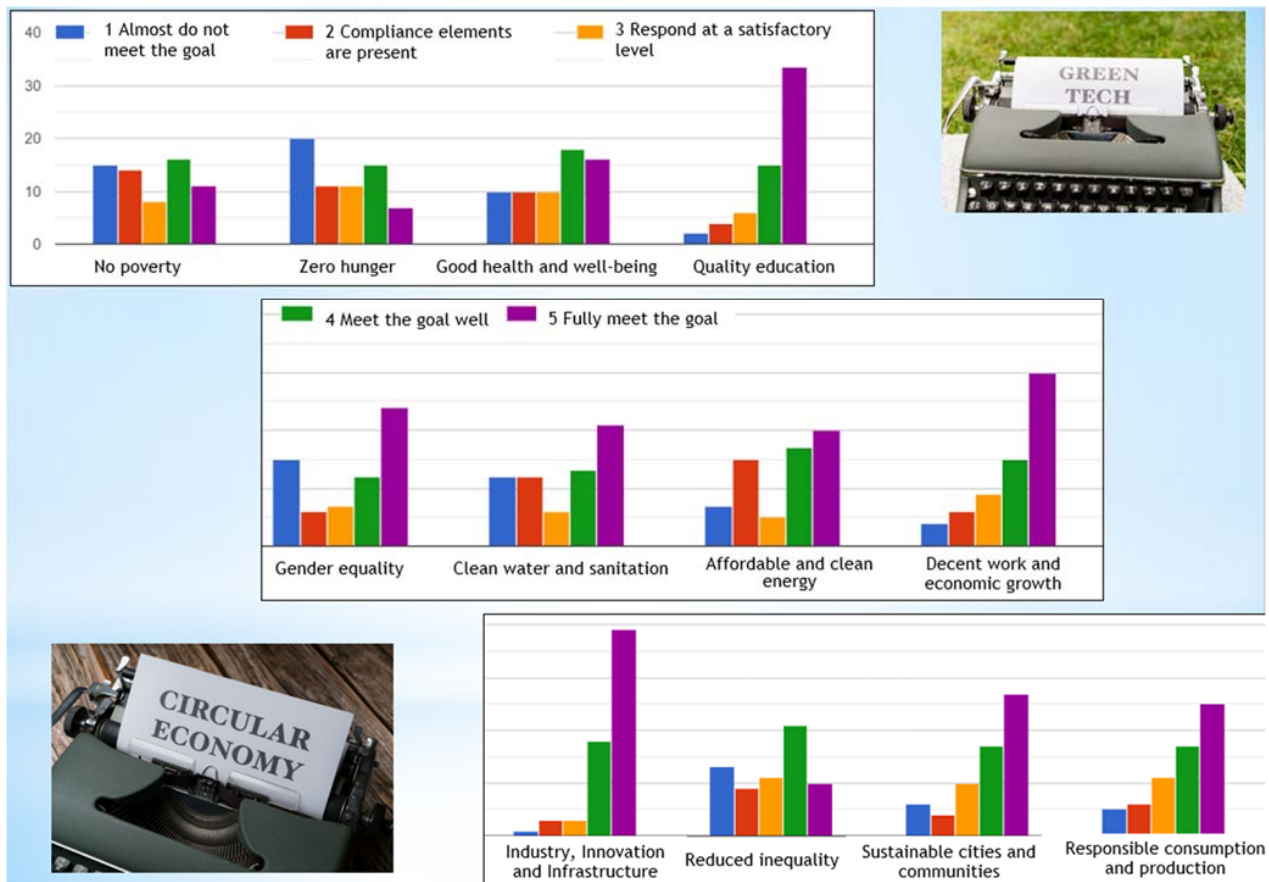 40
30
20
10
0
1 Almost do not
meet the goal
2 Compliance elements
are present
3 Respond at a satisfactory
level
No poverty
Zero hunger
Good health and well-being
Quality education
GREEN
TECH
4 Meet the goal well
5 Fully meet the goal
Gender equality
Clean water and sanitation
Affordable and clean
energy
Decent work and
economic growth
CIRCULAR
ECONOMY
Industry, Innovation
and Infrastructure
Reduced inequality
Sustainable cities and
communities
Responsible consumption
and production